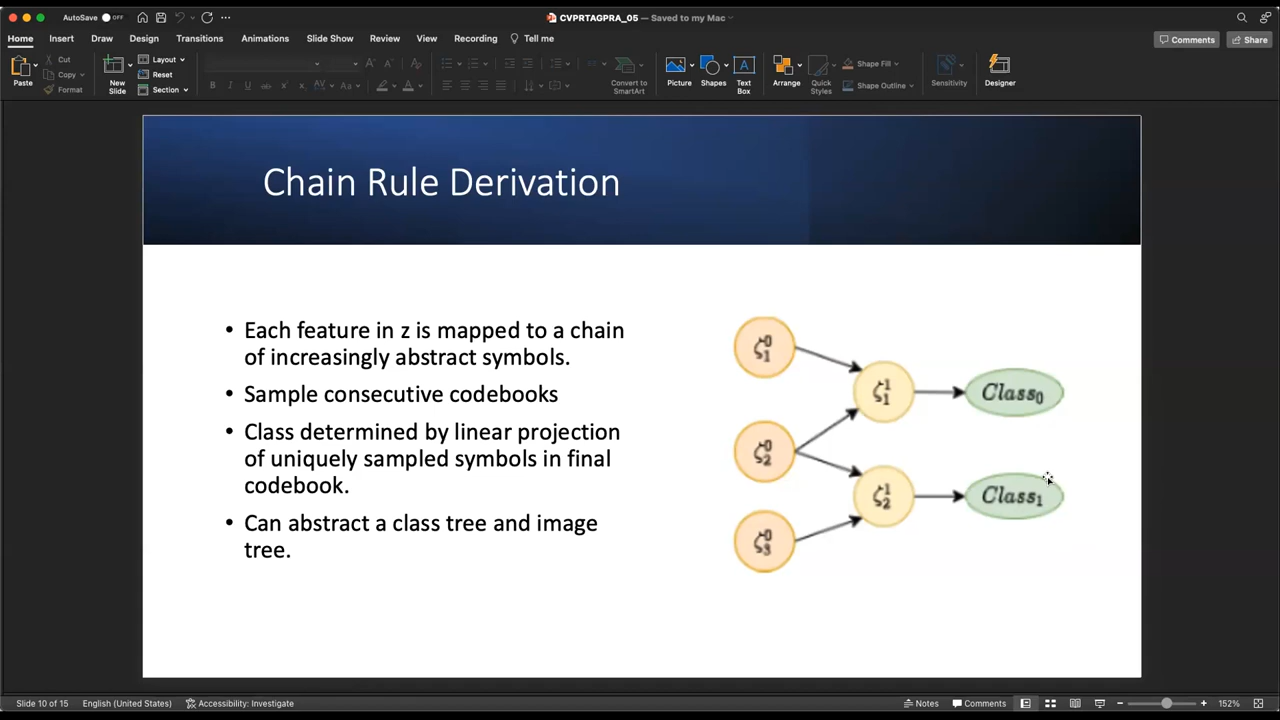 AutoSave OFF
CVPRTAGPRA_05 — Saved to my Mac
Home Insert Draw Design Transitions Animations Slide Show Review View Recording Tell me
Comments Share
Paste
Cut
Copy
Format
New Slide
Layout
Reset
Section
Convert to SmartArt
Picture
Shapes
Text Box
Arrange
Quick Styles
Shape Fill
Shape Outline
Sensitivity
Designer
Chain Rule Derivation
• Each feature in z is mapped to a chain
of increasingly abstract symbols.
• Sample consecutive codebooks
• Class determined by linear projection
of uniquely sampled symbols in final
codebook.
• Can abstract a class tree and image
tree.
ζ⁰₁
ζ¹₁
Class₀
ζ⁰₂
ζ¹₂
Class₁
ζ⁰₃
Slide 10 of 15 English (United States) Accessibility: Investigate Notes Comments 152%